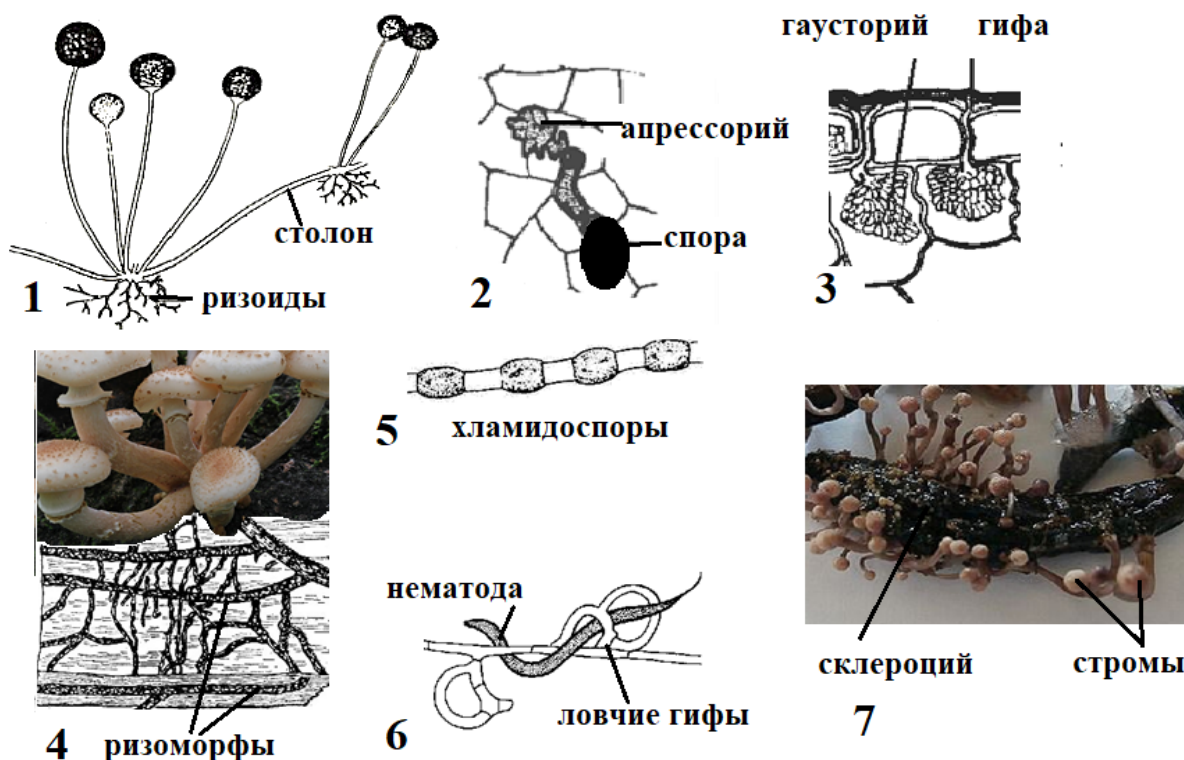 гаусторий гифа
апрессорий
столон
спора
1
ризоиды
2
3
5
хламидоспоры
нематода
склероций
стромы
ловчие гифы
4
ризоморфы
6
7